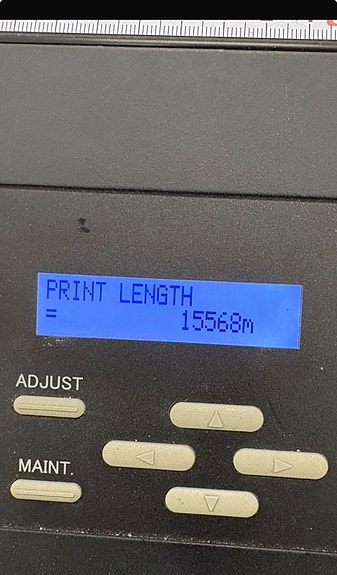 PRINT LENGTH
= 15568m
ADJUST
MAINT.